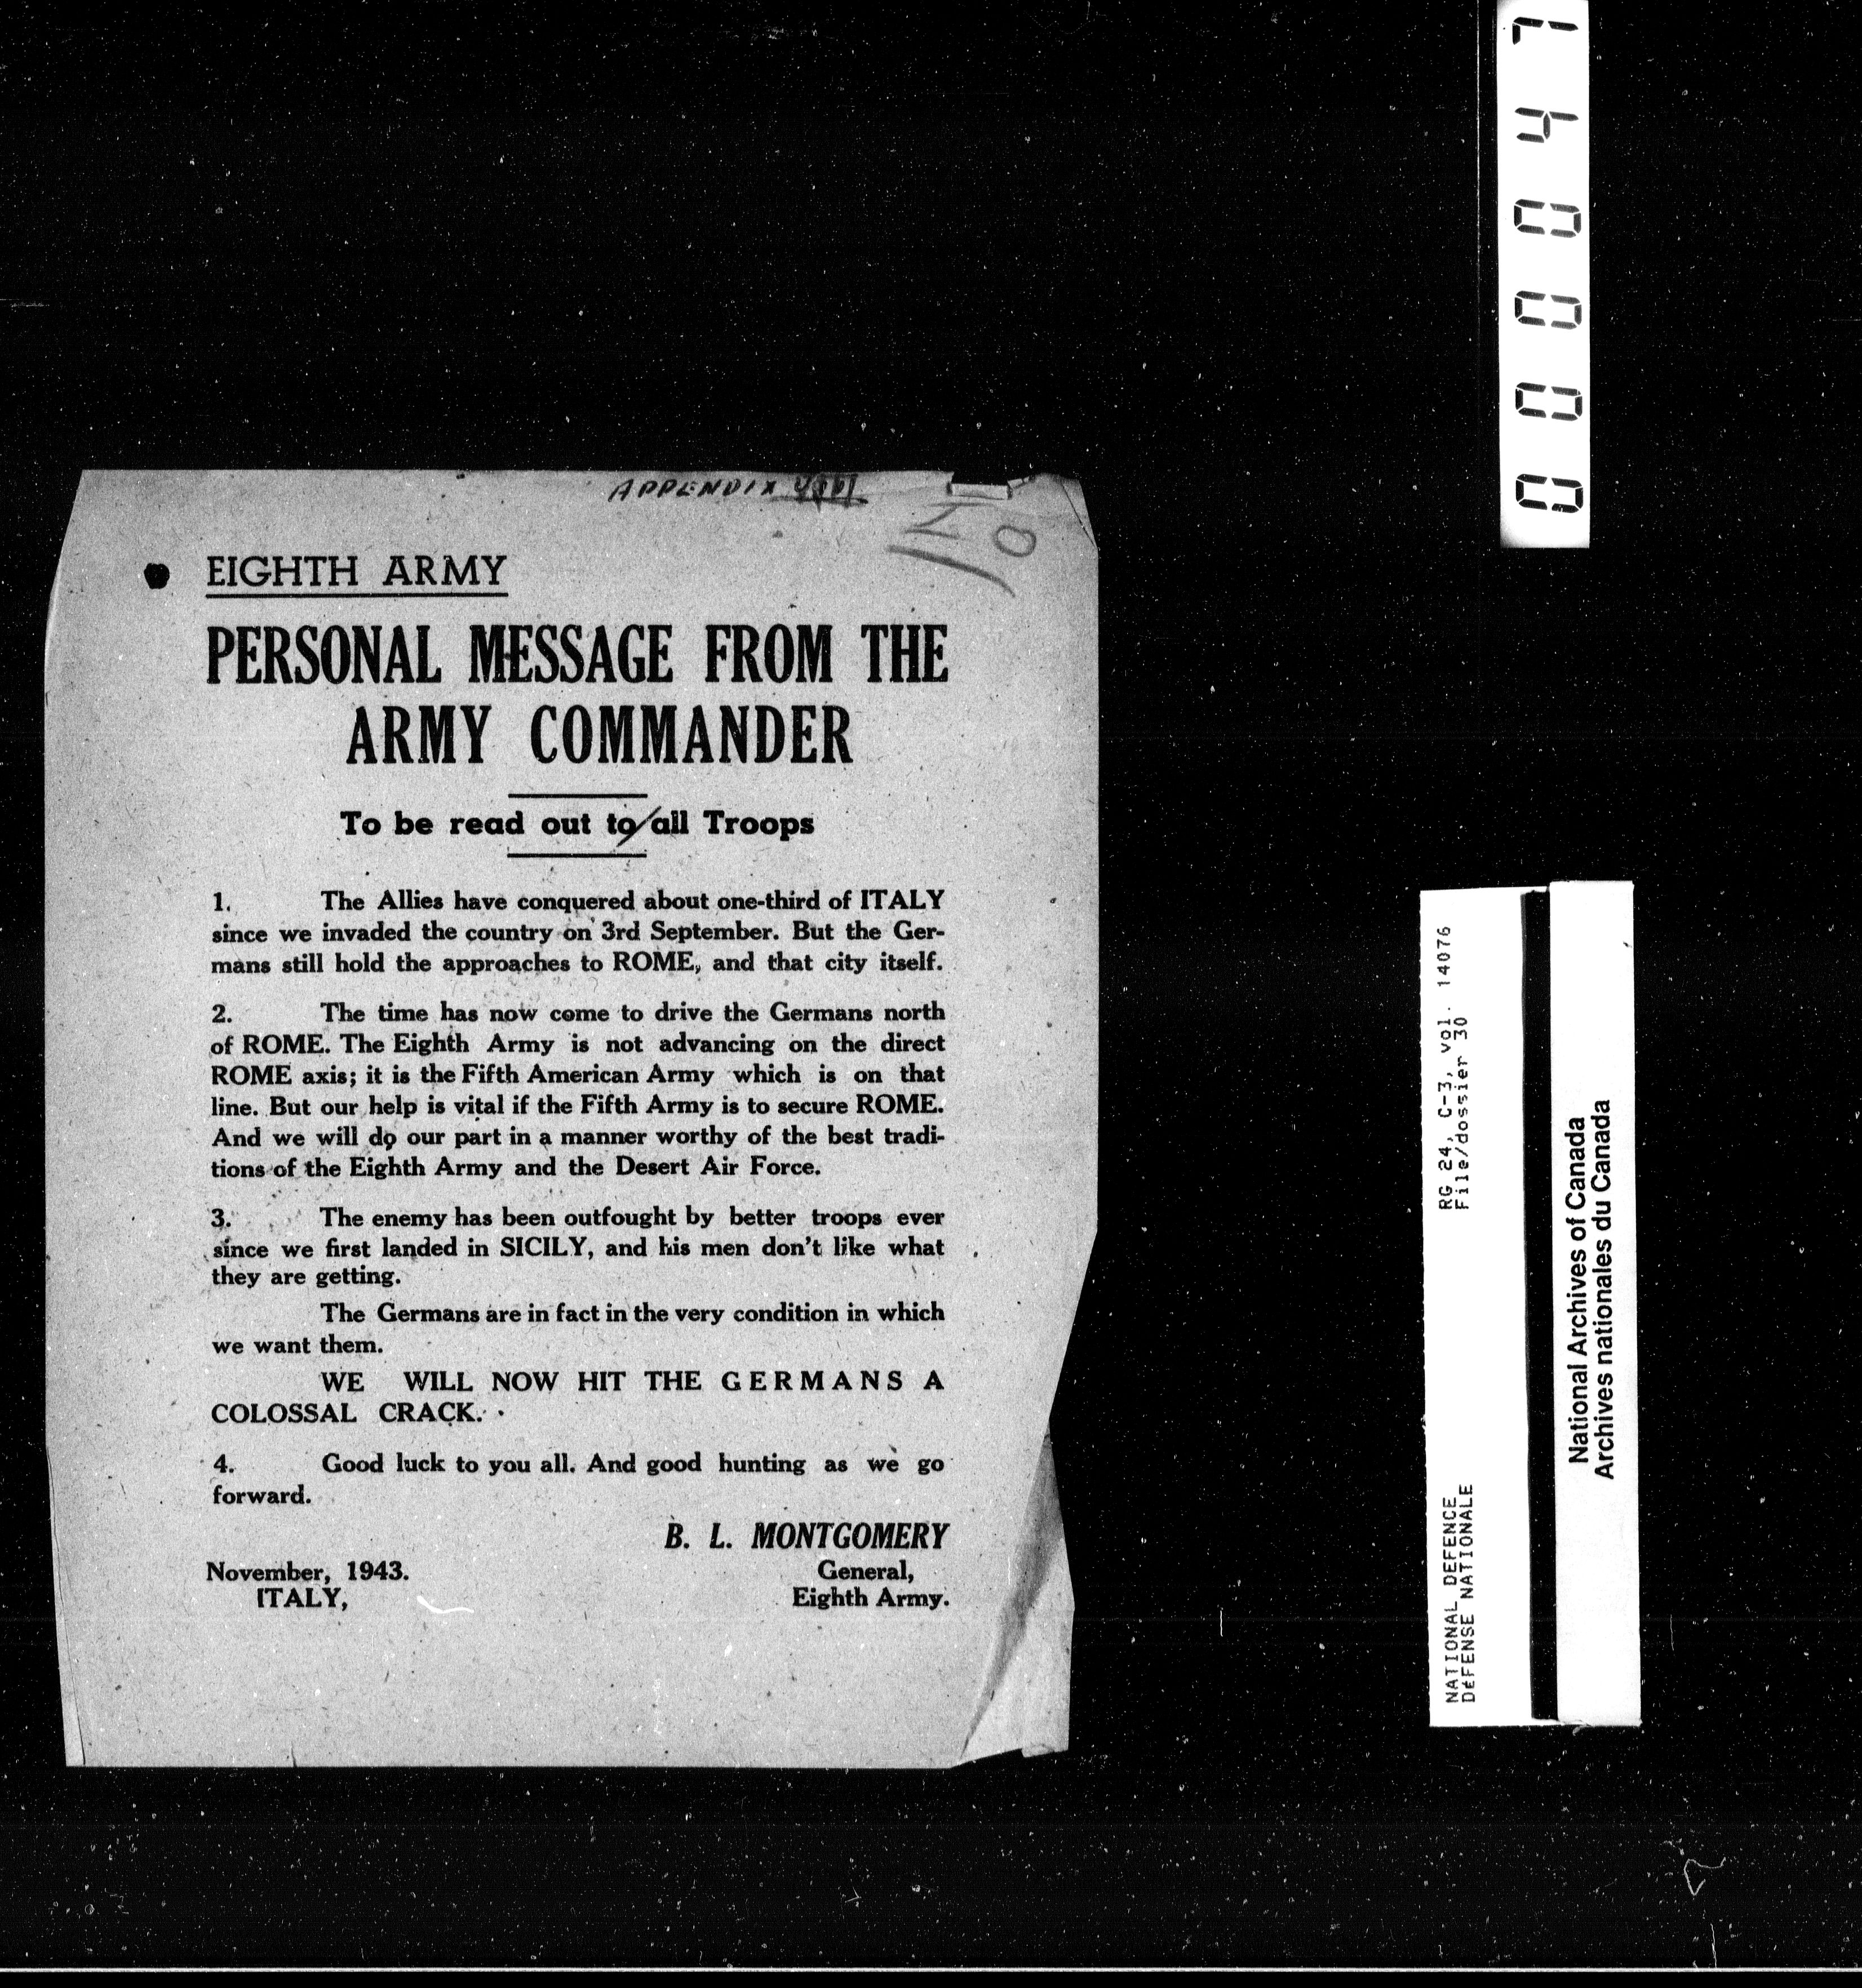 APPENDIX
EIGHTH ARMY
PERSONAL MESSAGE FROM THE
ARMY COMMANDER
To be read out to all Troops
1. The Allies have conquered about one-third of ITALY
since we invaded the country on 3rd September. But the Ger-
mans still hold the approaches to ROME, and that city itself.
2. The time has now come to drive the Germans north
of ROME. The Eighth Army is not advancing on the direct
ROME axis; it is the Fifth American Army which is on that
line. But our help is vital if the Fifth Army is to secure ROME.
And we will do our part in a manner worthy of the best tradi-
tions of the Eighth Army and the Desert Air Force.
3. The enemy has been outfought by better troops ever
since we first landed in SICILY, and his men don't like what
they are getting.
The Germans are in fact in the very condition in which
we want them.
WE WILL NOW HIT THE GERMANS A
COLOSSAL CRACK.
4. Good luck to you all. And good hunting as we go
forward.
B. L. MONTGOMERY
General,
Eighth Army.
November, 1943.
ITALY,
000047
NATIONAL DEFENCE
DéFENSE NATIONALE
RG 24, C-3, vol. 14076
File/dossier 30
National Archives of Canada
Archives nationales du Canada